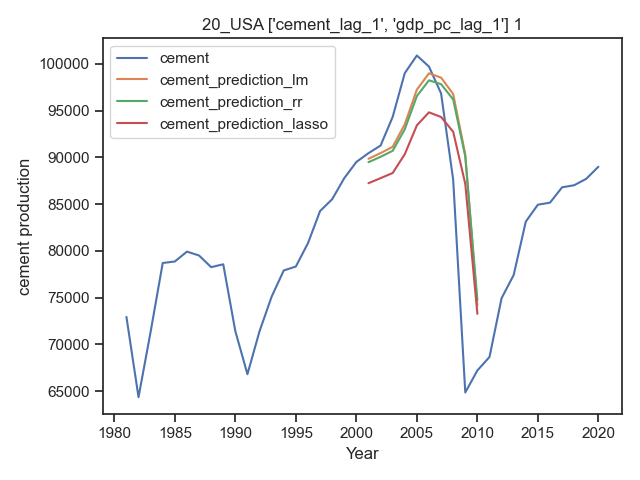 20_USA ['cement_lag_1', 'gdp_pc_lag_1'] 1
cement
cement_prediction_lm
cement_prediction_rr
cement_prediction_lasso
cement production
100000
95000
90000
85000
80000
75000
70000
65000
1980 1985 1990 1995 2000 2005 2010 2015 2020
Year